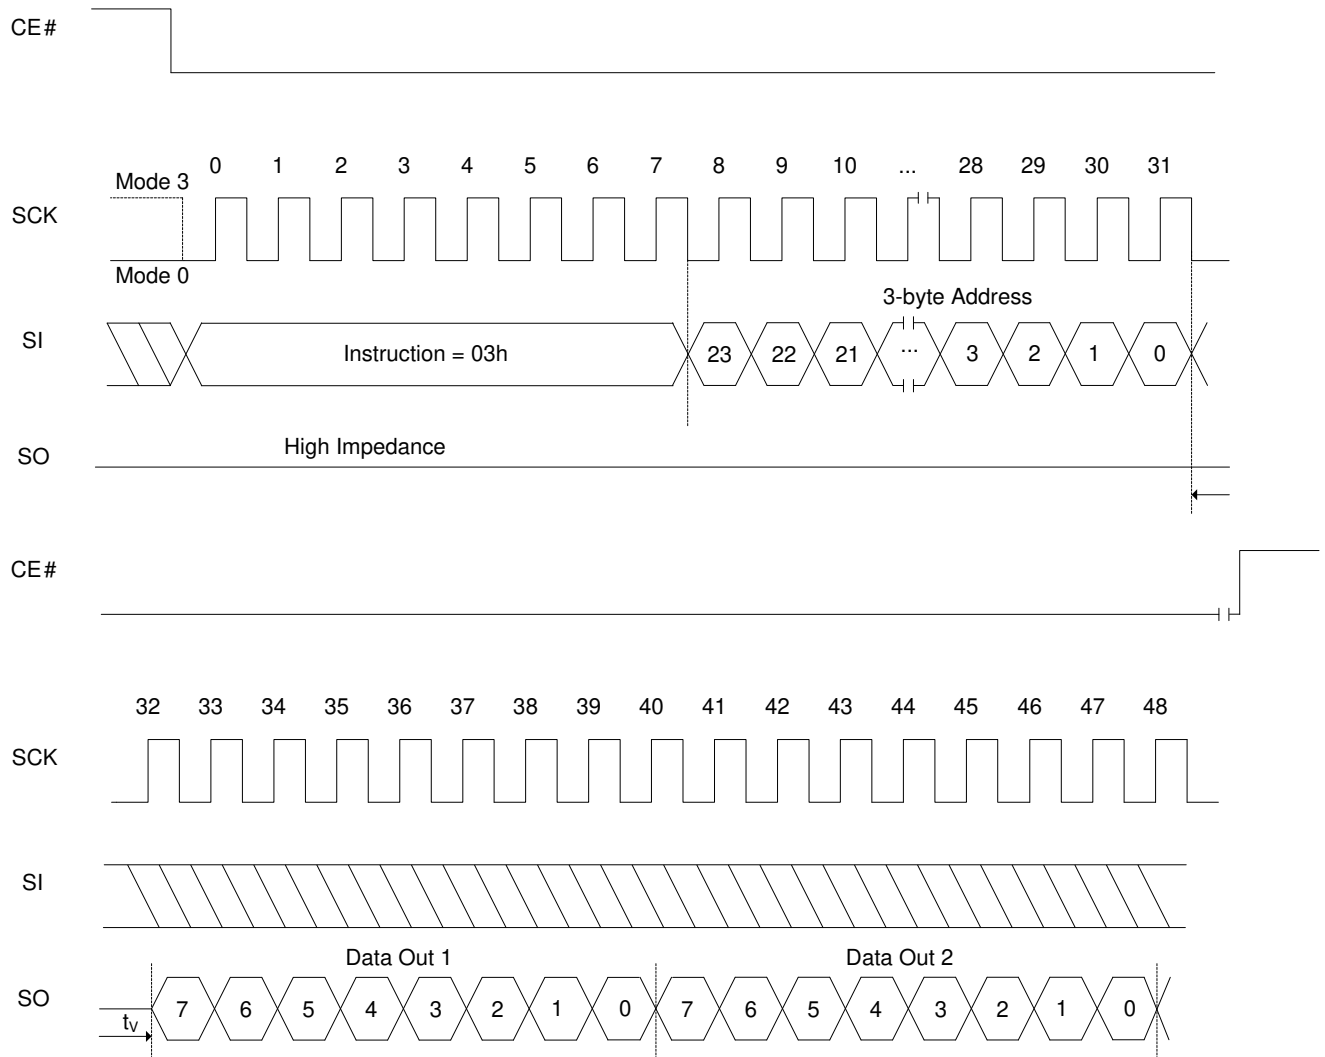 CE#
0 1 2 3 4 5 6 7 8 9 10 ... 28 29 30 31
Mode 3
SCK
Mode 0
3-byte Address
SI
Instruction = 03h 23 22 21 ... 3 2 1 0
High Impedance
SO
CE#
32 33 34 35 36 37 38 39 40 41 42 43 44 45 46 47 48
SCK
SI
Data Out 1 Data Out 2
SO
7 6 5 4 3 2 1 0 7 6 5 4 3 2 1 0
tV